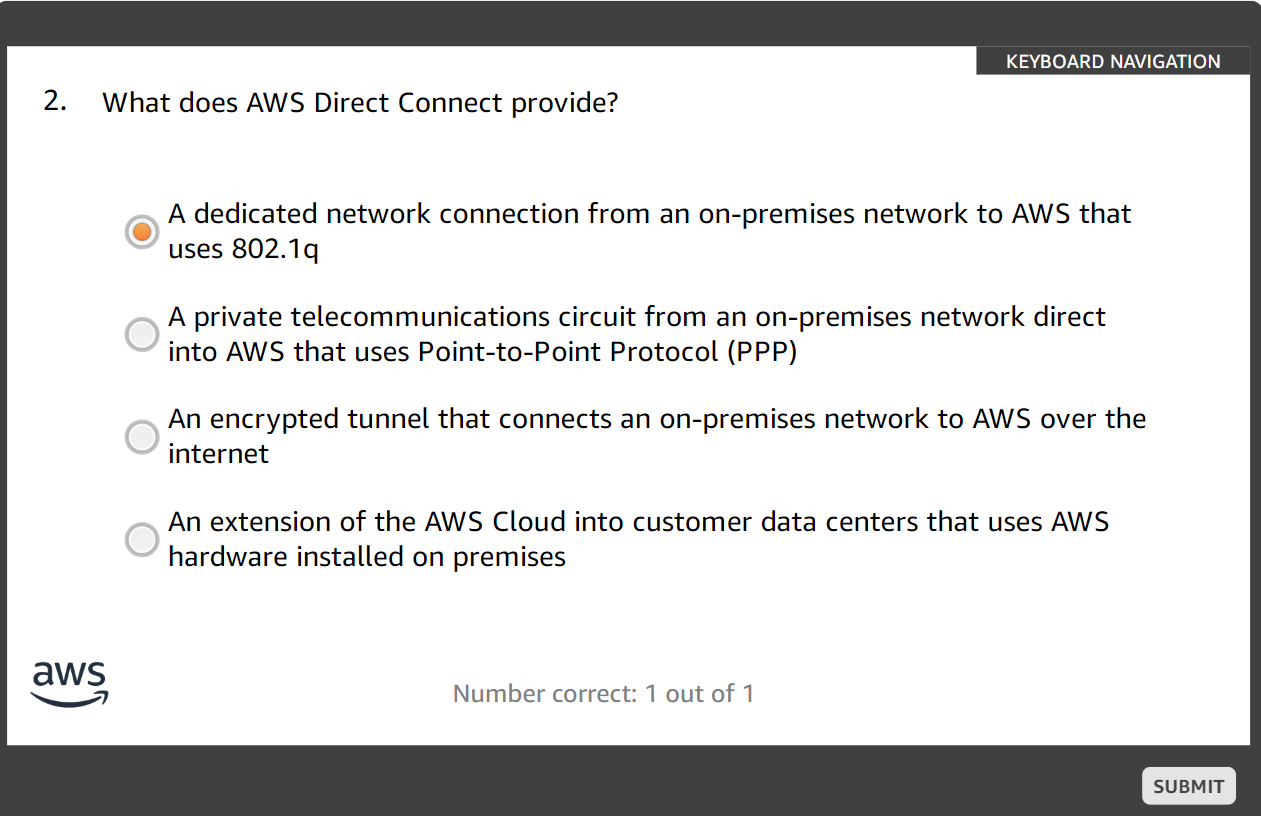 KEYBOARD NAVIGATION
2. What does AWS Direct Connect provide?
A dedicated network connection from an on-premises network to AWS that
uses 802.1q
A private telecommunications circuit from an on-premises network direct
into AWS that uses Point-to-Point Protocol (PPP)
An encrypted tunnel that connects an on-premises network to AWS over the
internet
An extension of the AWS Cloud into customer data centers that uses AWS
hardware installed on premises
aws
Number correct: 1 out of 1
SUBMIT